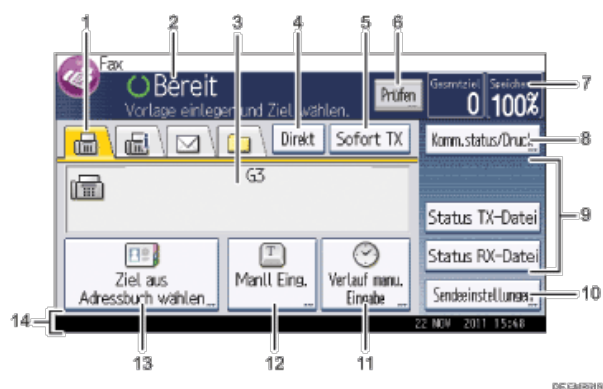 1 2 3 4 5 6
Fax
Bereit
Vorlage einlegen und Ziel wählen.
Prüfen
Gesmtziel
0
Speicher
100%
7
Direkt
Sofort TX
Komm.status/Druck
8
G3
9
Status TX-Datei
Status RX-Datei
Ziel aus
Adressbuch wählen
Manll Eing.
Verlauf manu.
Eingabe
Sendeeinstellungen
10
14
22 NOV 2011 15:48
13 12 11